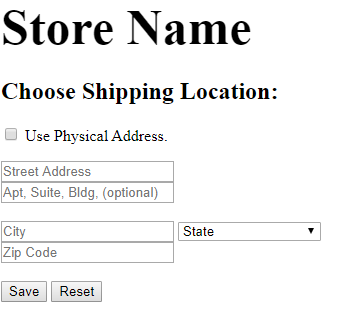 Store Name
Choose Shipping Location:
Use Physical Address.
Street Address
Apt, Suite, Bldg, (optional)
City State
Zip Code
Save Reset